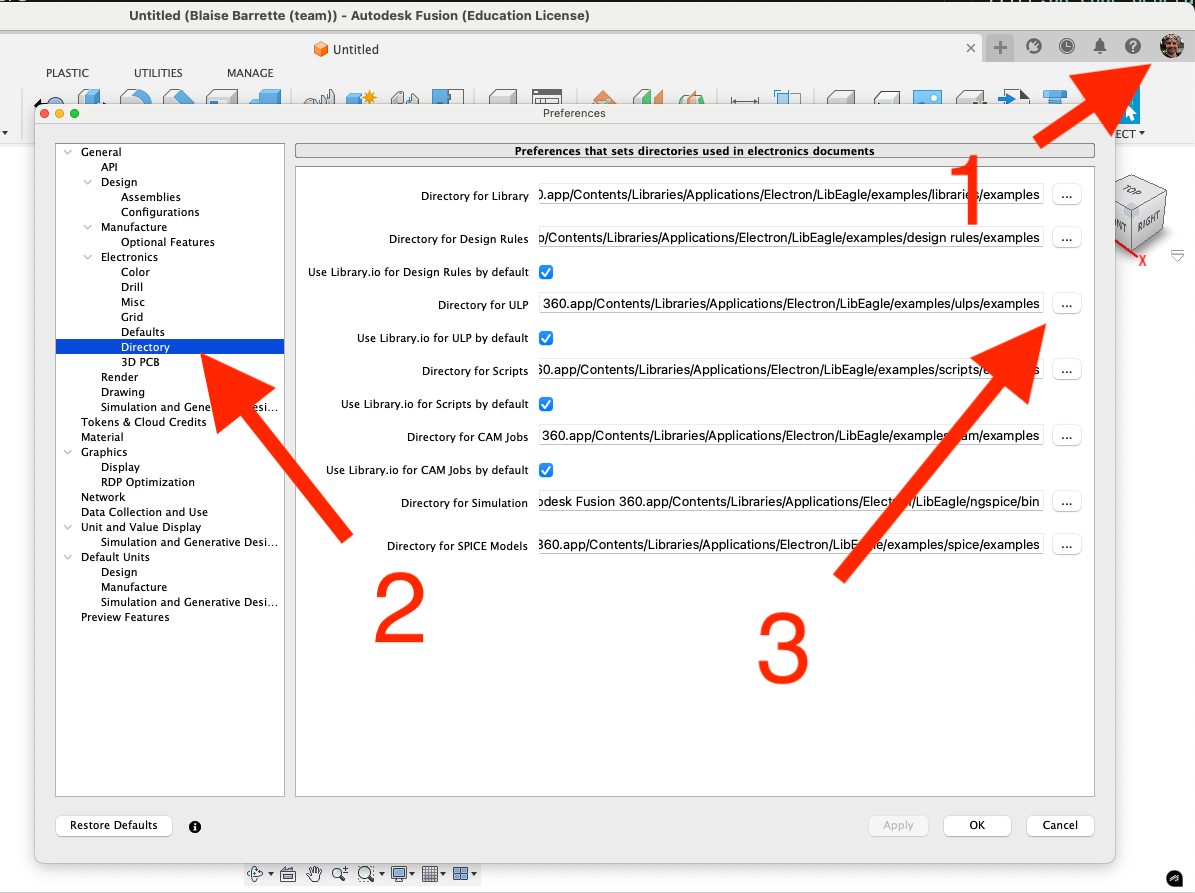 Untitled (Blaise Barrette (team)) - Autodesk Fusion (Education License)
Untitled
PLASTIC UTILITIES MANAGE
Preferences
ECT
1
TOP
RIGHT
X
General
API
Design
Assemblies
Configurations
Manufacture
Optional Features
Electronics
Color
Drill
Misc
Grid
Defaults
Directory
3D PCB
Render
Drawing
Simulation and Gene
Tokens & Cloud Credits
Material
Graphics
Display
RDP Optimization
Network
Data Collection and Use
Unit and Value Display
Simulation and Generative Desi...
Default Units
Design
Manufacture
Simulation and Generative Desi...
Preview Features
Preferences that sets directories used in electronics documents
Directory for Library .app/Contents/Libraries/Applications/Electron/LibEagle/examples/libraries/examples ...
Directory for Design Rules /Contents/Libraries/Applications/Electron/LibEagle/examples/design rules/examples ...
Use Library.io for Design Rules by default
Directory for ULP 360.app/Contents/Libraries/Applications/Electron/LibEagle/examples/ulps/examples ...
Use Library.io for ULP by default
Directory for Scripts 60.app/Contents/Libraries/Applications/Electron/LibEagle/examples/scripts/ ...
Use Library.io for Scripts by default
Directory for CAM Jobs 360.app/Contents/Libraries/Applications/Electron/LibEagle/examples am/examples ...
Use Library.io for CAM Jobs by default
Directory for Simulation odesk Fusion 360.app/Contents/Libraries/Applications/Elect /LibEagle/ngspice/bin ...
Directory for SPICE Models 360.app/Contents/Libraries/Applications/Electron/LibEagle/examples/spice/examples ...
2
3
Restore Defaults Apply OK Cancel